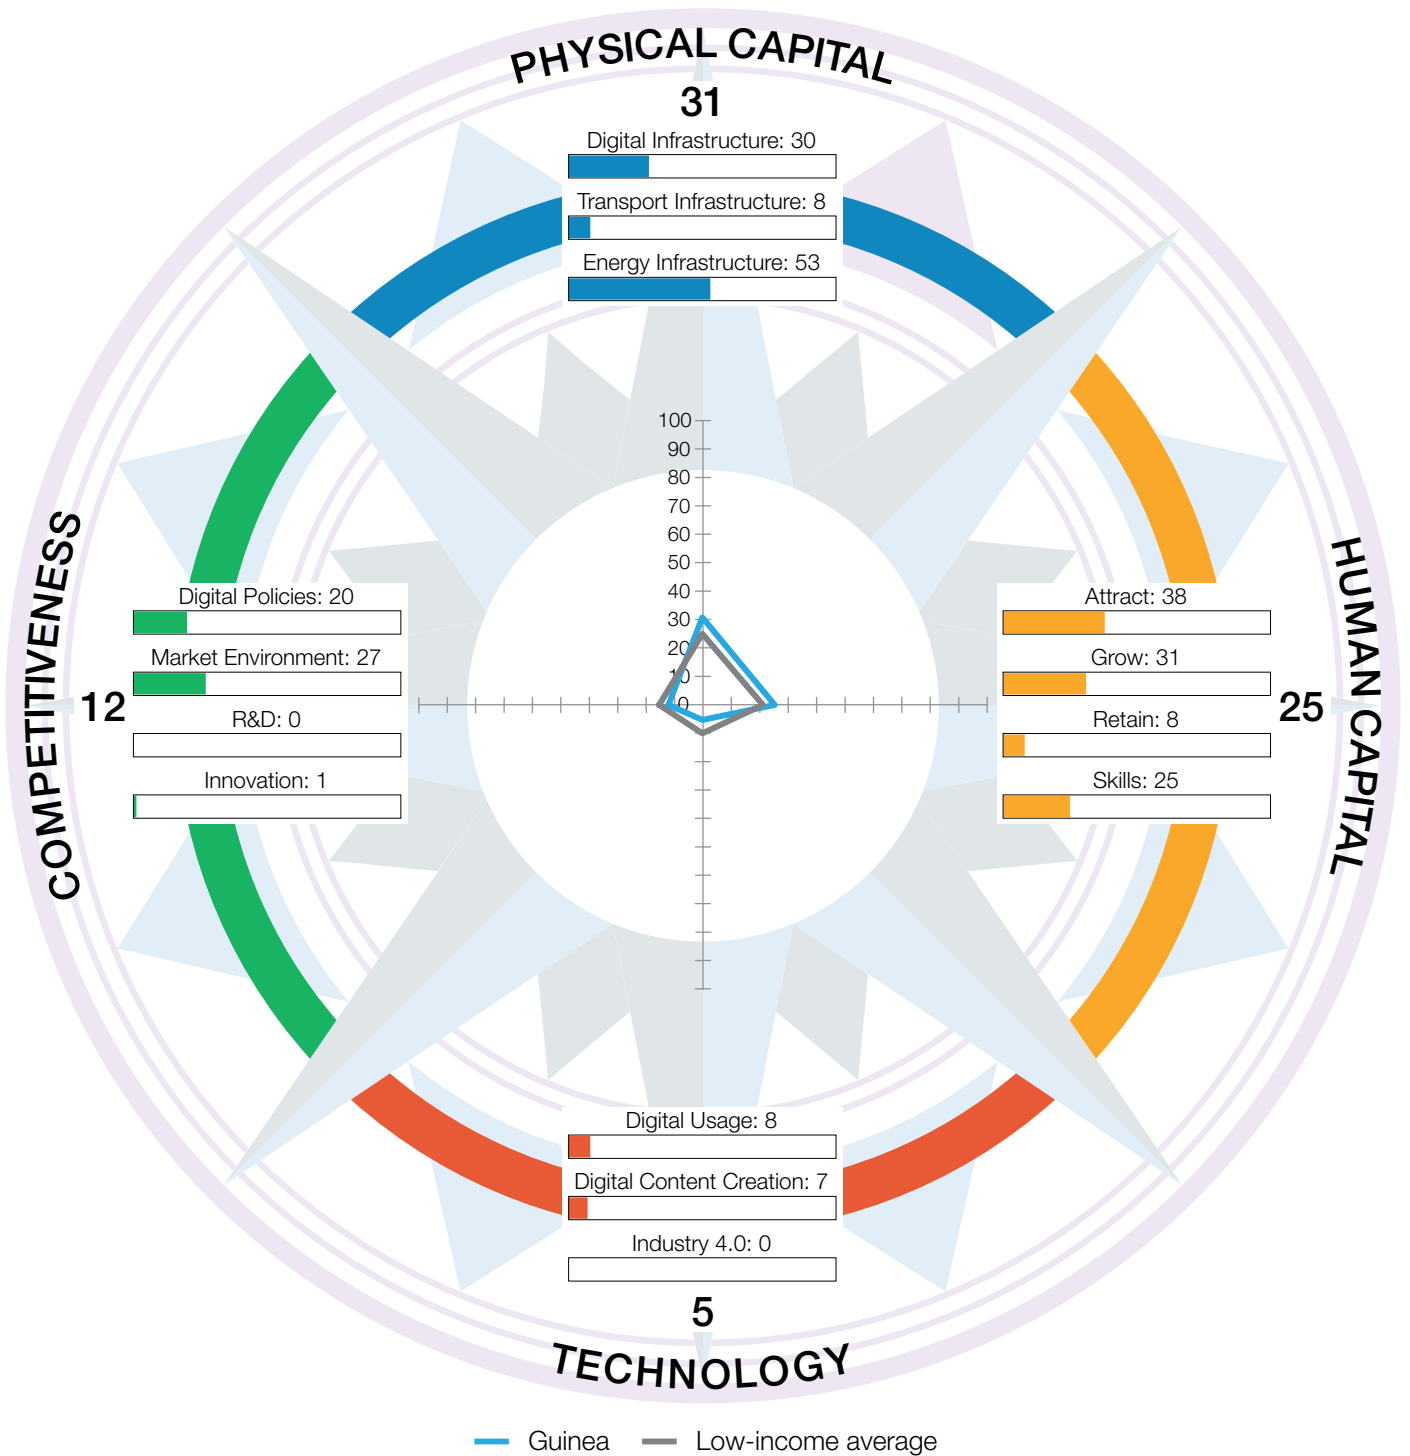 PHYSICAL CAPITAL
31
Digital Infrastructure: 30
Transport Infrastructure: 8
Energy Infrastructure: 53
100
90
80
70
60
50
40
30
20
10
0
COMPETITIVENESS
12
Digital Policies: 20
Market Environment: 27
R&D: 0
Innovation: 1
HUMAN CAPITAL
25
Attract: 38
Grow: 31
Retain: 8
Skills: 25
Digital Usage: 8
Digital Content Creation: 7
Industry 4.0: 0
5
TECHNOLOGY
Guinea
Low-income average